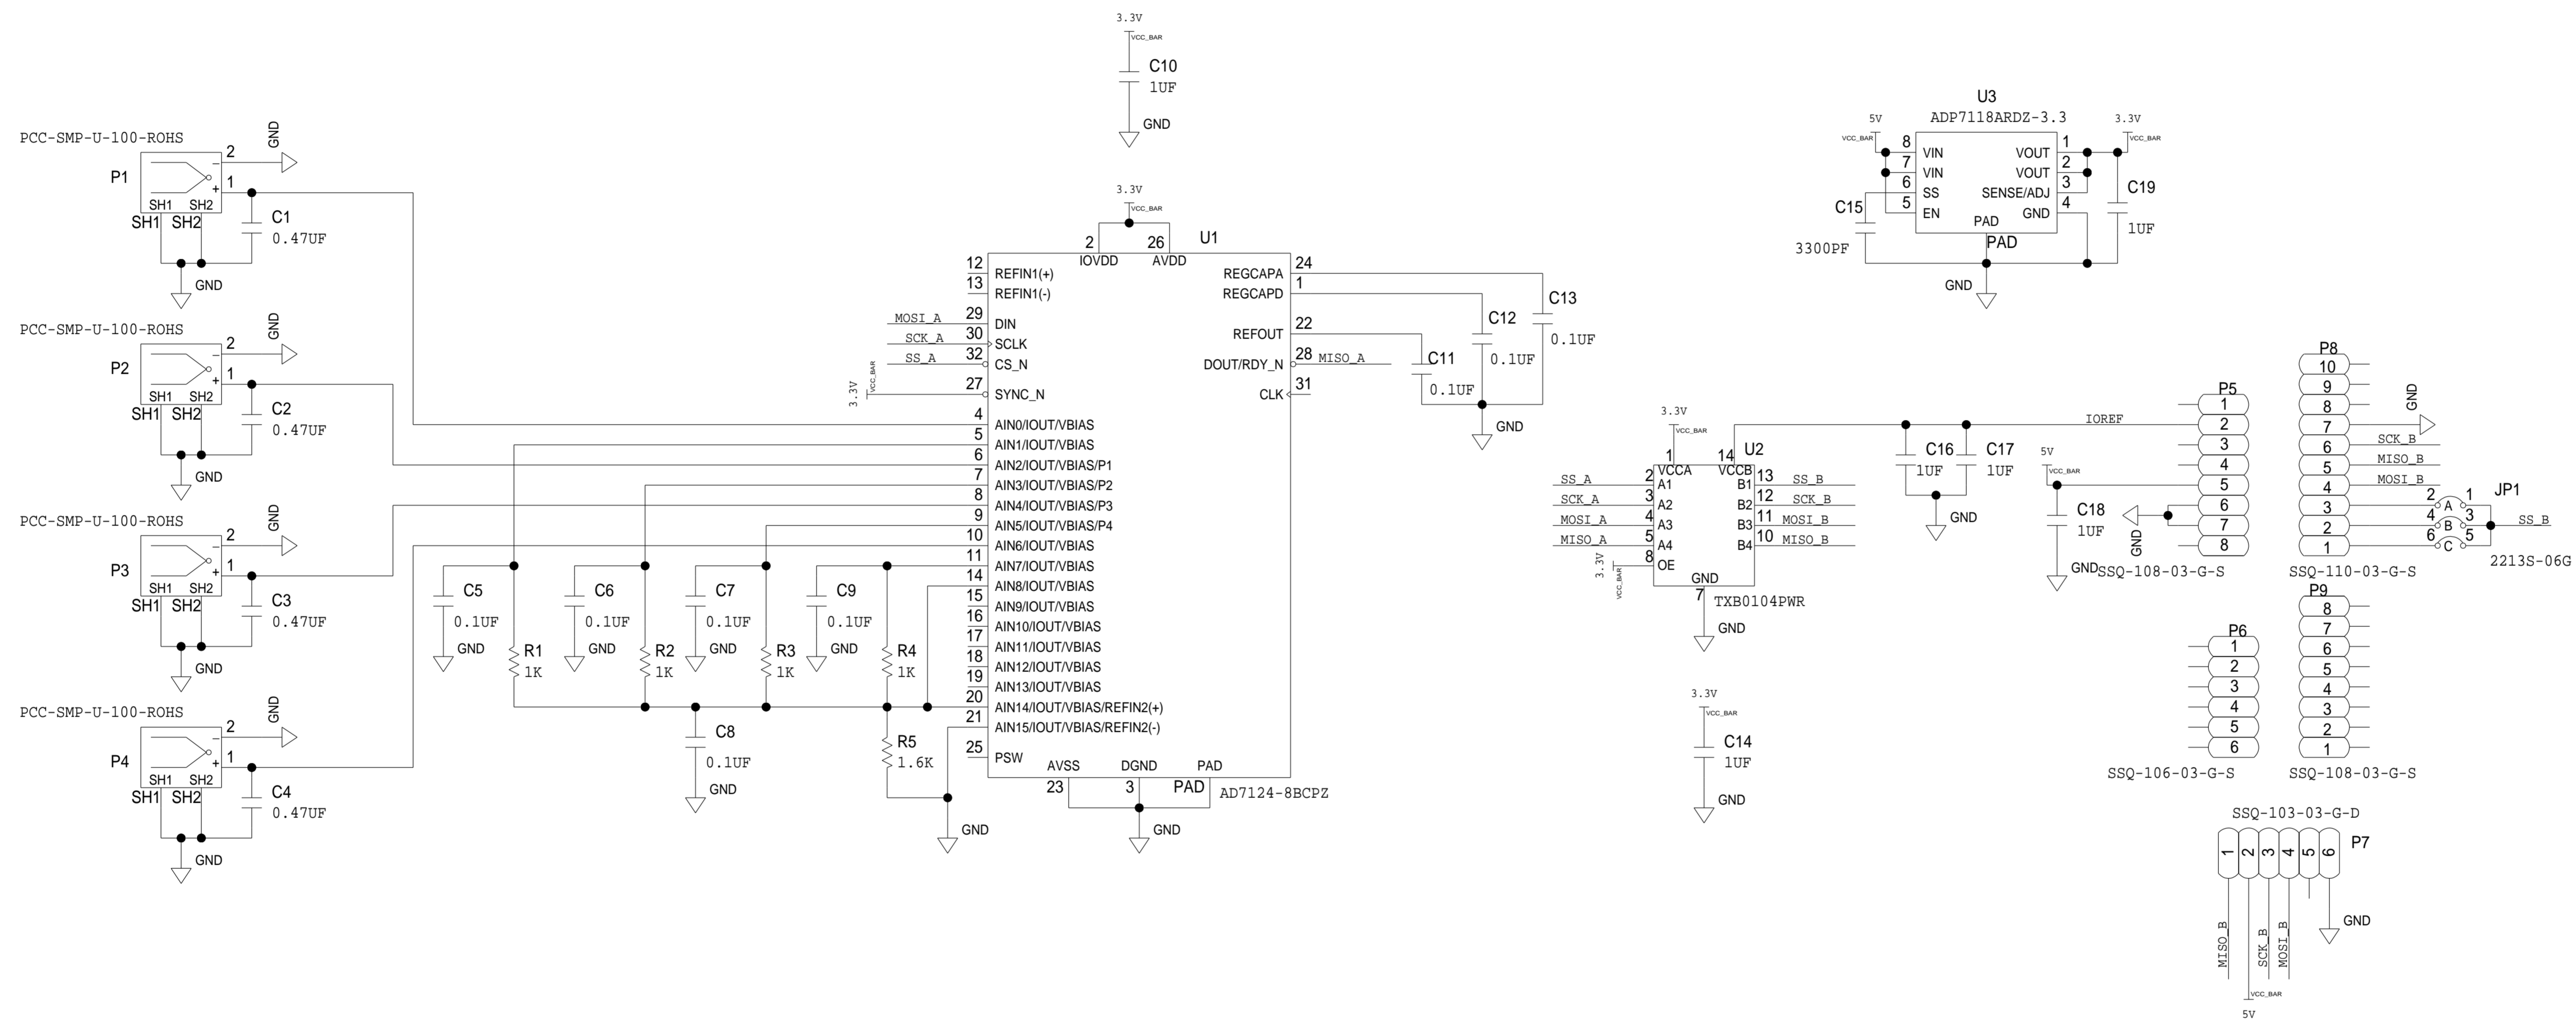 3.3V
VCC_BAR
C10
1UF
GND
PCC-SMP-U-100-ROHS
GND
P1
2
1
−
+
SH1 SH2
SH1 SH2
C1
0.47UF
GND
PCC-SMP-U-100-ROHS
GND
P2
2
1
−
+
SH1 SH2
SH1 SH2
C2
0.47UF
GND
PCC-SMP-U-100-ROHS
GND
P3
2
1
−
+
SH1 SH2
SH1 SH2
C3
0.47UF
GND
PCC-SMP-U-100-ROHS
GND
P4
2
1
−
+
SH1 SH2
SH1 SH2
C4
0.47UF
GND
C5
0.1UF
GND
R1
1K
C6
0.1UF
GND
R2
1K
C7
0.1UF
GND
R3
1K
C9
0.1UF
GND
R4
1K
C8
0.1UF
GND
R5
1.6K
GND
3.3V
VCC_BAR
U1
2 26
IOVDD AVDD
12 REFIN1(+)
13 REFIN1(-)
MOSI_A 29 DIN
SCK_A 30 SCLK
SS_A 32 CS_N
3.3V VCC_BAR 27 SYNC_N
4 AIN0/IOUT/VBIAS
5 AIN1/IOUT/VBIAS
6 AIN2/IOUT/VBIAS/P1
7 AIN3/IOUT/VBIAS/P2
8 AIN4/IOUT/VBIAS/P3
9 AIN5/IOUT/VBIAS/P4
10 AIN6/IOUT/VBIAS
11 AIN7/IOUT/VBIAS
14 AIN8/IOUT/VBIAS
15 AIN9/IOUT/VBIAS
16 AIN10/IOUT/VBIAS
17 AIN11/IOUT/VBIAS
18 AIN12/IOUT/VBIAS
19 AIN13/IOUT/VBIAS
20 AIN14/IOUT/VBIAS/REFIN2(+)
21 AIN15/IOUT/VBIAS/REFIN2(-)
25 PSW
AVSS DGND PAD
23 3 PAD
AD7124-8BCPZ
GND
REGCAPA 24
REGCAPD 1
REFOUT 22
DOUT/RDY_N 28 MISO_A
CLK 31
C13
0.1UF
C12
0.1UF
C11
0.1UF
GND
U3
ADP7118ARDZ-3.3
5V
VCC_BAR
3.3V
VCC_BAR
8 VIN VOUT 1
7 VIN VOUT 2
6 SS SENSE/ADJ 3
5 EN GND 4
PAD
PAD
C15
3300PF
C19
1UF
GND
3.3V
VCC_BAR
1 14 U2
VCCA VCCB
SS_A 2 A1 B1 13 SS_B
SCK_A 3 A2 B2 12 SCK_B
MOSI_A 4 A3 B3 11 MOSI_B
MISO_A 5 A4 B4 10 MISO_B
3.3V VCC_BAR 8 OE
GND
7
TXB0104PWR
GND
IOREF
C16
1UF
C17
1UF
GND
3.3V
VCC_BAR
C14
1UF
GND
5V
VCC_BAR
C18
1UF
GND
GND
P5
1
2
3
4
5
6
7
8
SSQ-108-03-G-S
P8
10
9
8
7
6
5
4
3
2
1
GND
SCK_B
MISO_B
MOSI_B
SSQ-110-03-G-S
JP1
2 A 1
4 B 3
6 C 5
SS_B
2213S-06G
P6
1
2
3
4
5
6
SSQ-106-03-G-S
P9
8
7
6
5
4
3
2
1
SSQ-108-03-G-S
SSQ-103-03-G-D
P7
1 2 3 4 5 6
MISO_B
SCK_B
MOSI_B
GND
VCC_BAR
5V